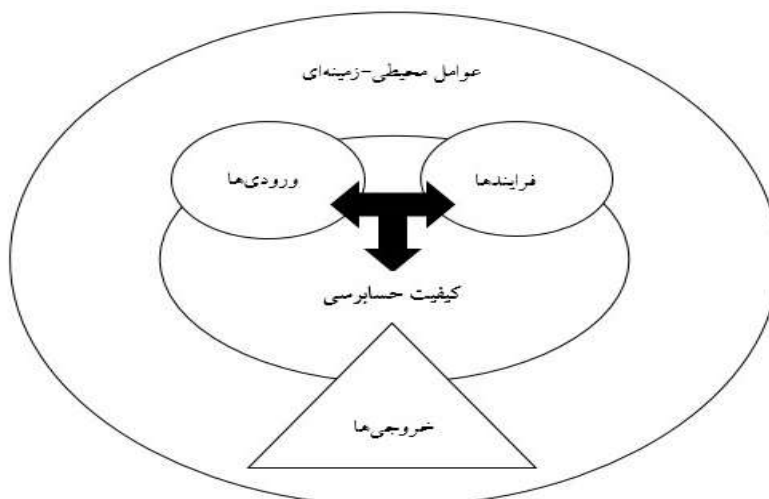 عوامل محیطی-زمینه‌ای
فرایندها
ورودی‌ها
کیفیت حسابرسی
خروجی‌ها